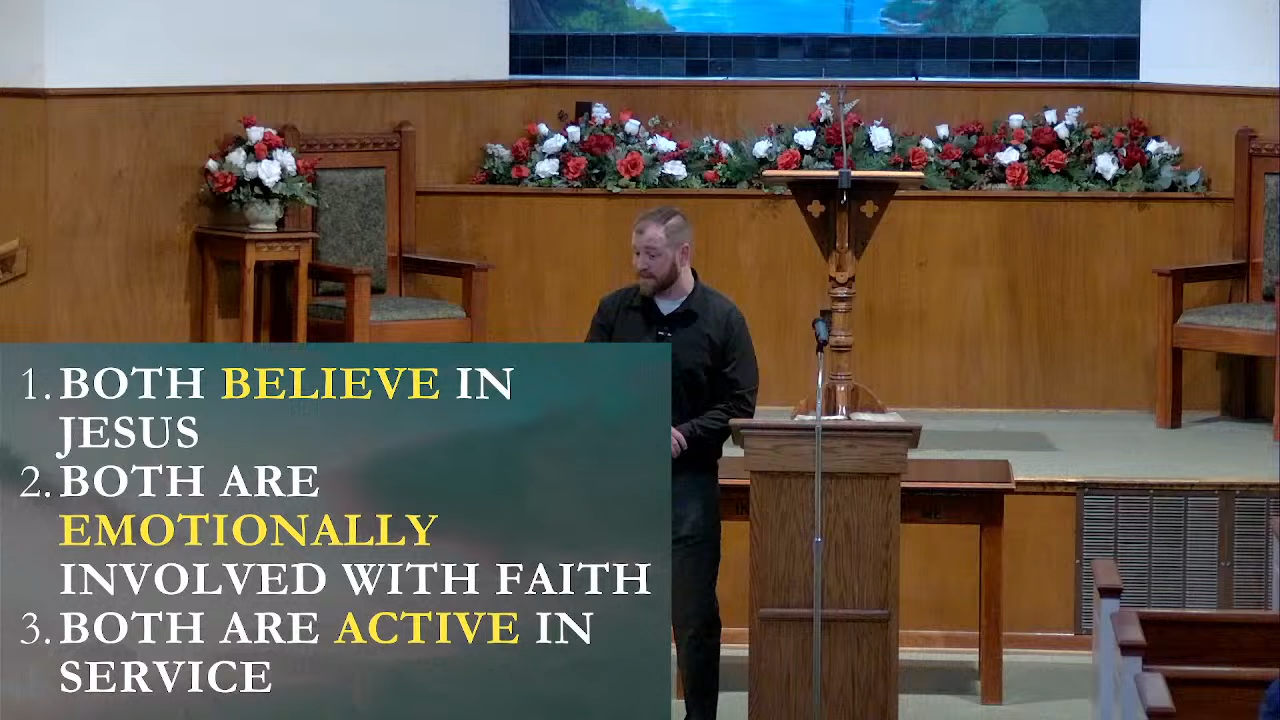 1. BOTH BELIEVE IN
JESUS
2. BOTH ARE
EMOTIONALLY
INVOLVED WITH FAITH
3. BOTH ARE ACTIVE IN
SERVICE